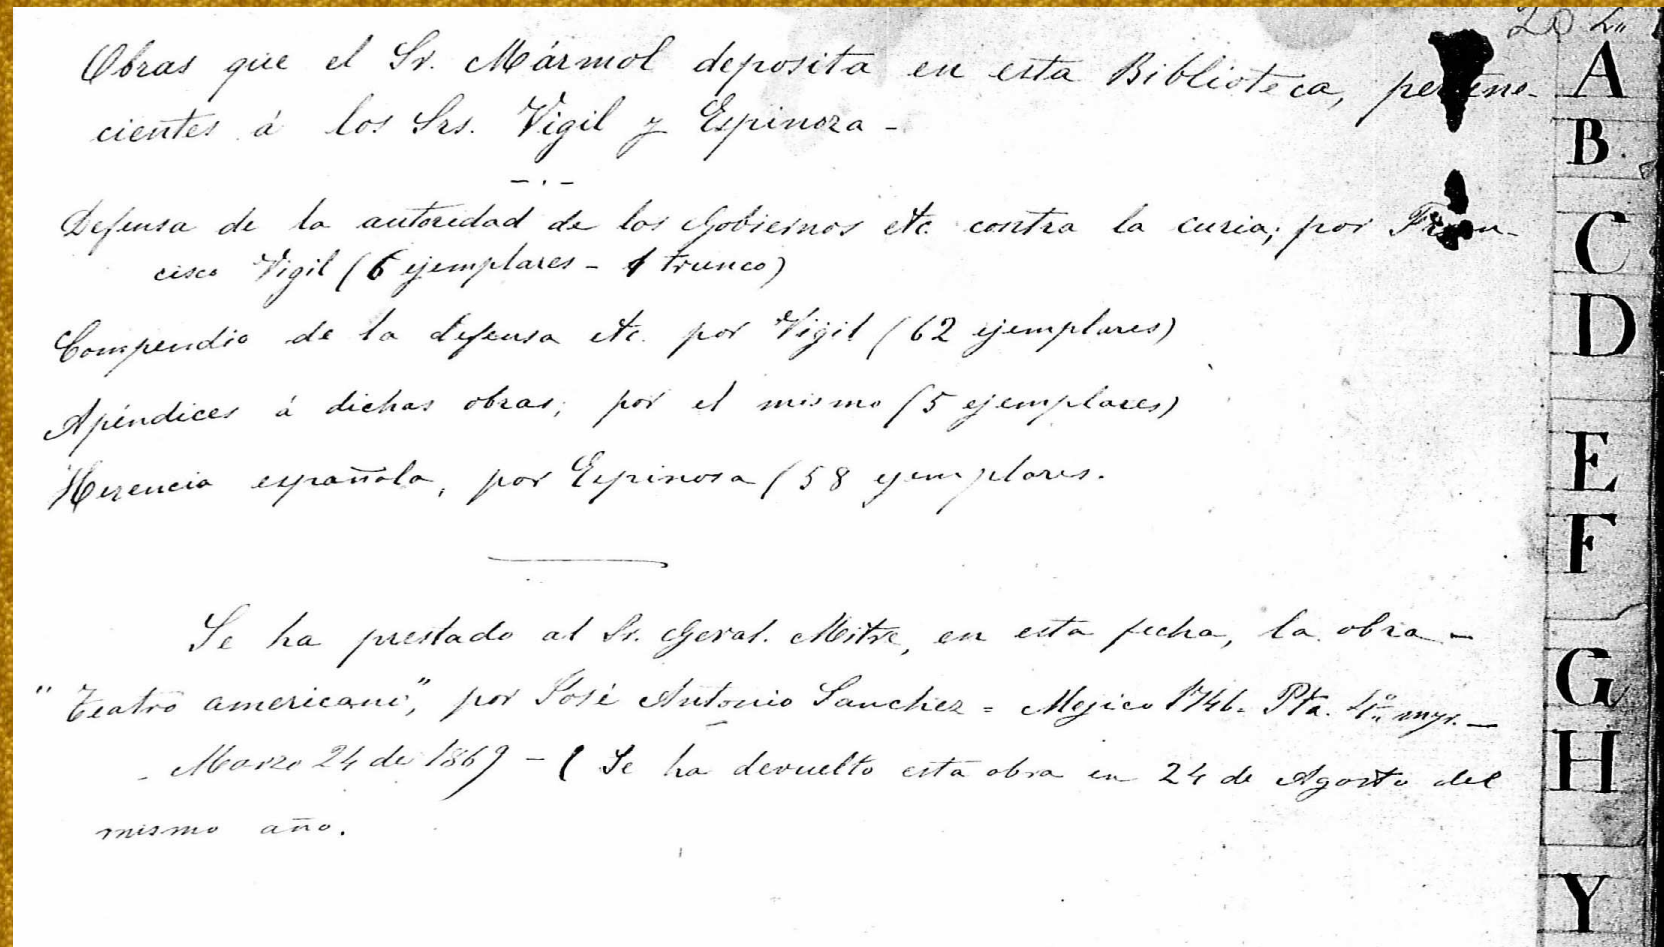 Obras que el Sr. Mármol deposita en esta Biblioteca, pertene-
cientes á los Srs. Vigil y Espinoza -
Defensa de la autoridad de los Gobiernos etc. contra la curia; por Fran-
cisco Vigil (6 ejemplares - 1 trunco)
Compendio de la defensa etc. por Vigil (62 ejemplares)
Apéndices á dichas obras; por el mismo (5 ejemplares)
Herencia española, por Espinosa (58 ejemplares.
Se ha prestado al Sr. Geral. Mitre, en esta fecha, la obra -
"Teatro americano", por José Antonio Sanchez = Mejico 1746. Pta. 4º myr. -
- Marzo 24 de 1869 - ( Se ha devuelto esta obra en 24 de Agosto del
mismo año.
A
B
C
D
E
F
G
H
Y